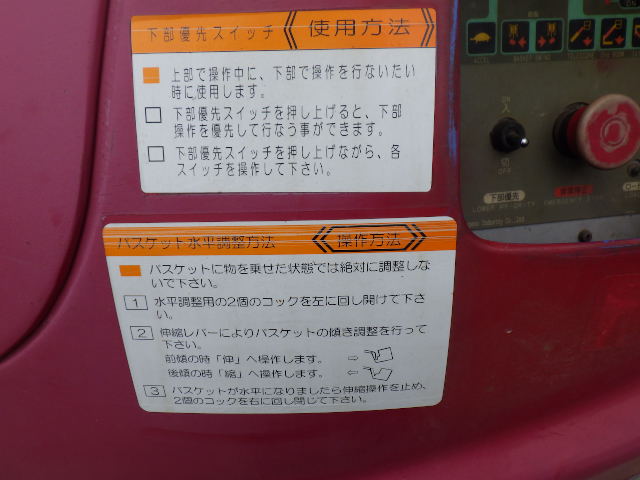 下部優先スイッチ 使用方法
上部で操作中に、下部で操作を行ないたい
時に使用します。
下部優先スイッチを押し上げると、下部
操作を優先して行なう事ができます。
下部優先スイッチを押し上げながら、各
スイッチを操作して下さい。
バスケット水平調整方法 操作方法
バスケットに物を乗せた状態では絶対に調整しな
いで下さい。
1 水平調整用の2個のコックを左に回し開けて下さ
い。
2 伸縮レバーによりバスケットの傾き調整を行って
下さい。
前傾の時「伸」へ操作します。
後傾の時「縮」へ操作します。
3 バスケットが水平になりましたら伸縮操作を止め、
2個のコックを右に回し閉じて下さい。
ACCEL
BASKET SWING
ON
入
切
OFF
下部優先
LOWER PRIORITY
非常停止